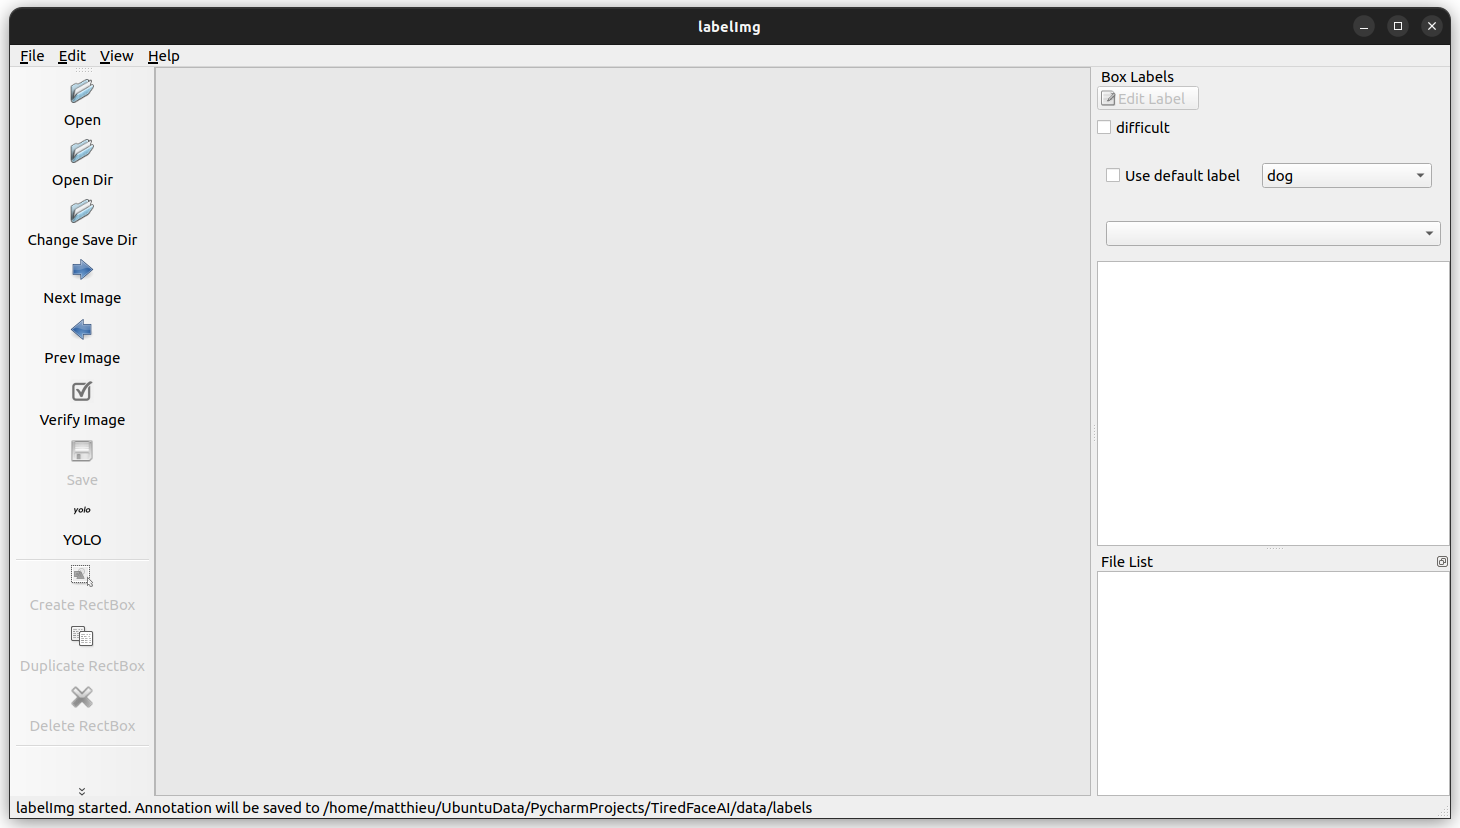 labelImg
File Edit View Help
Open
Open Dir
Change Save Dir
Next Image
Prev Image
Verify Image
Save
yolo
YOLO
Create RectBox
Duplicate RectBox
Delete RectBox
Box Labels
Edit Label
difficult
Use default label dog
File List
labelImg started. Annotation will be saved to /home/matthieu/UbuntuData/PycharmProjects/TiredFaceAI/data/labels